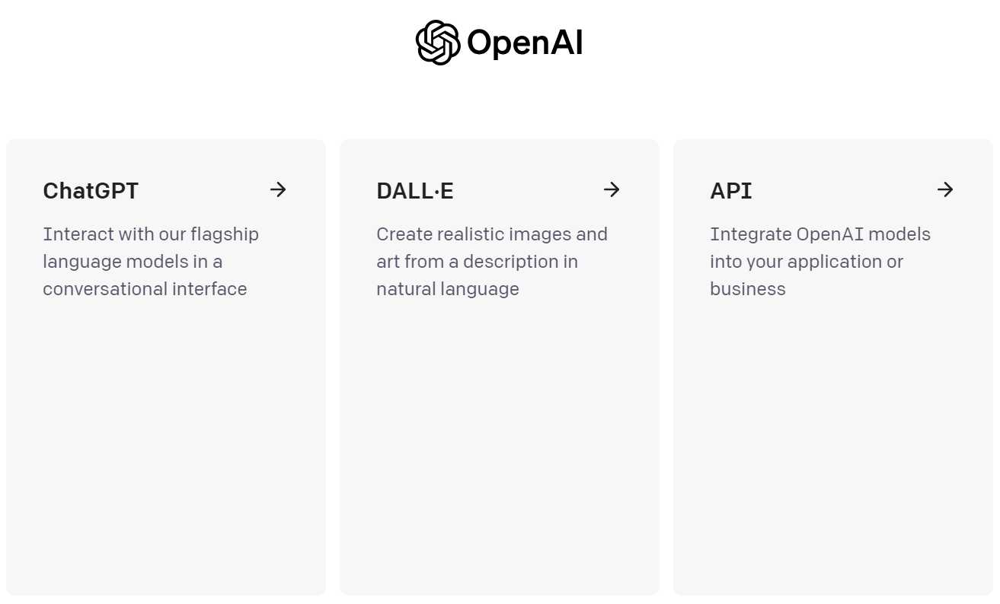 OpenAI
ChatGPT
Interact with our flagship
language models in a
conversational interface
DALL·E
Create realistic images and
art from a description in
natural language
API
Integrate OpenAI models
into your application or
business